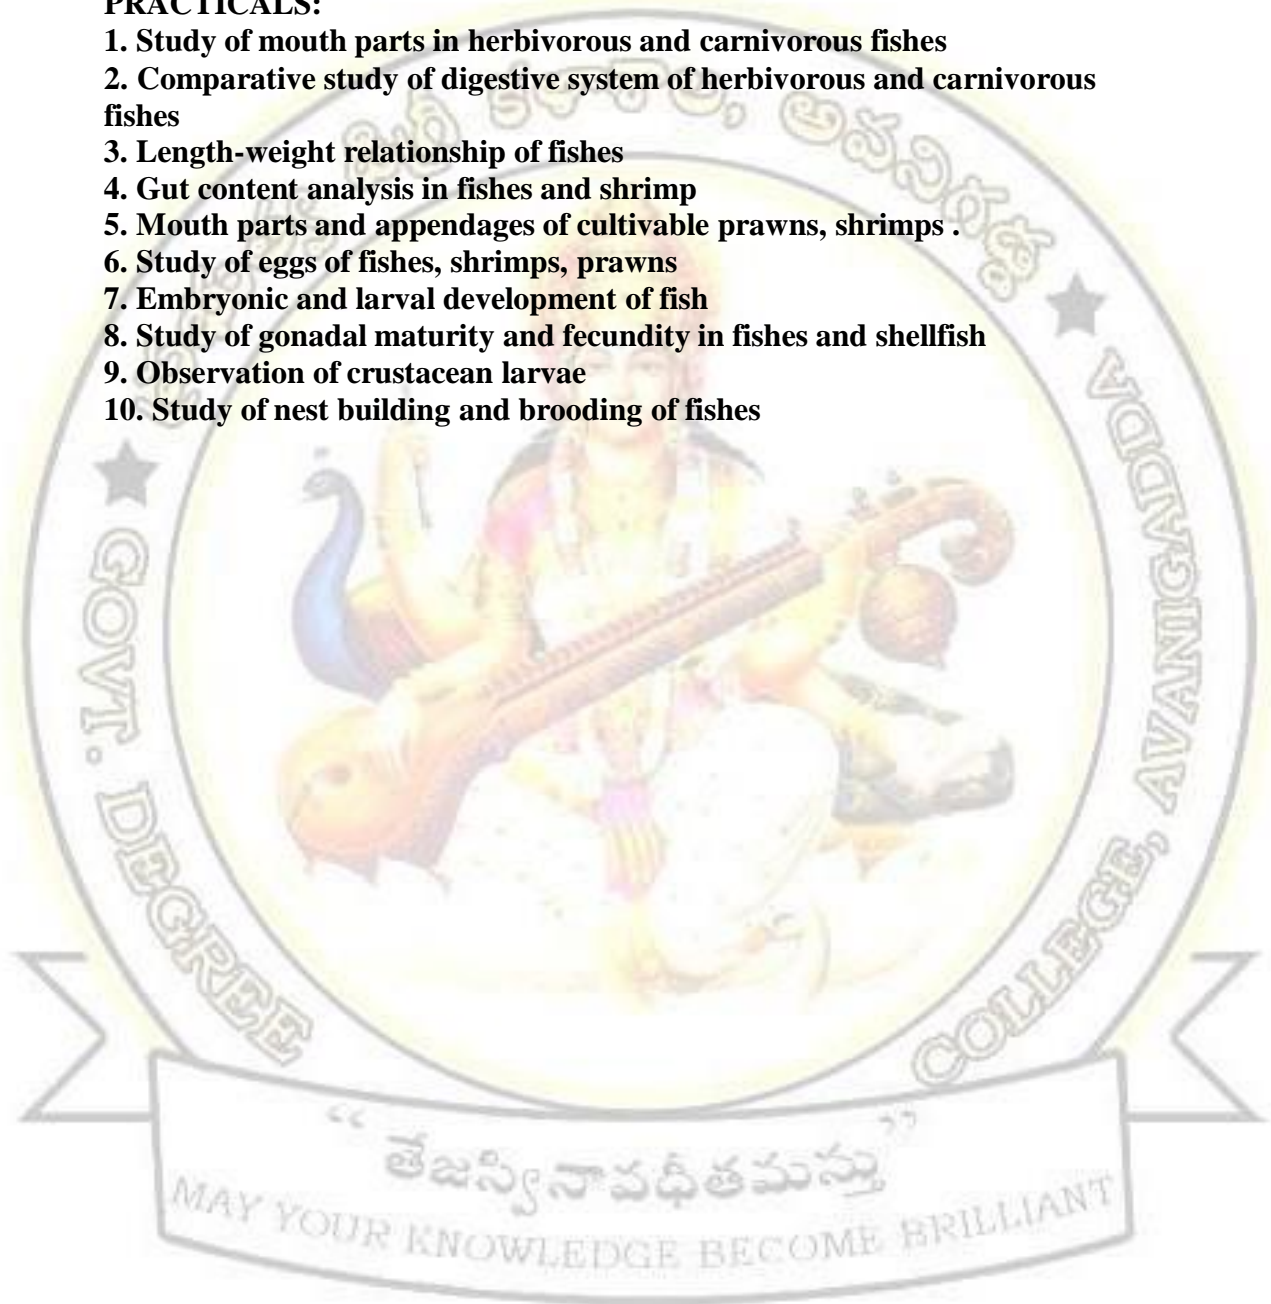 PRACTICALS:
1. Study of mouth parts in herbivorous and carnivorous fishes
2. Comparative study of digestive system of herbivorous and carnivorous
fishes
3. Length-weight relationship of fishes
4. Gut content analysis in fishes and shrimp
5. Mouth parts and appendages of cultivable prawns, shrimps .
6. Study of eggs of fishes, shrimps, prawns
7. Embryonic and larval development of fish
8. Study of gonadal maturity and fecundity in fishes and shellfish
9. Observation of crustacean larvae
10. Study of nest building and brooding of fishes
డిగ్రీ కళాశాల, అవనిగడ్డ
GOVT. DEGREE COLLEGE, AVANIGADDA
“ తేజస్వినావధీతమస్తు ”
MAY YOUR KNOWLEDGE BECOME BRILLIANT